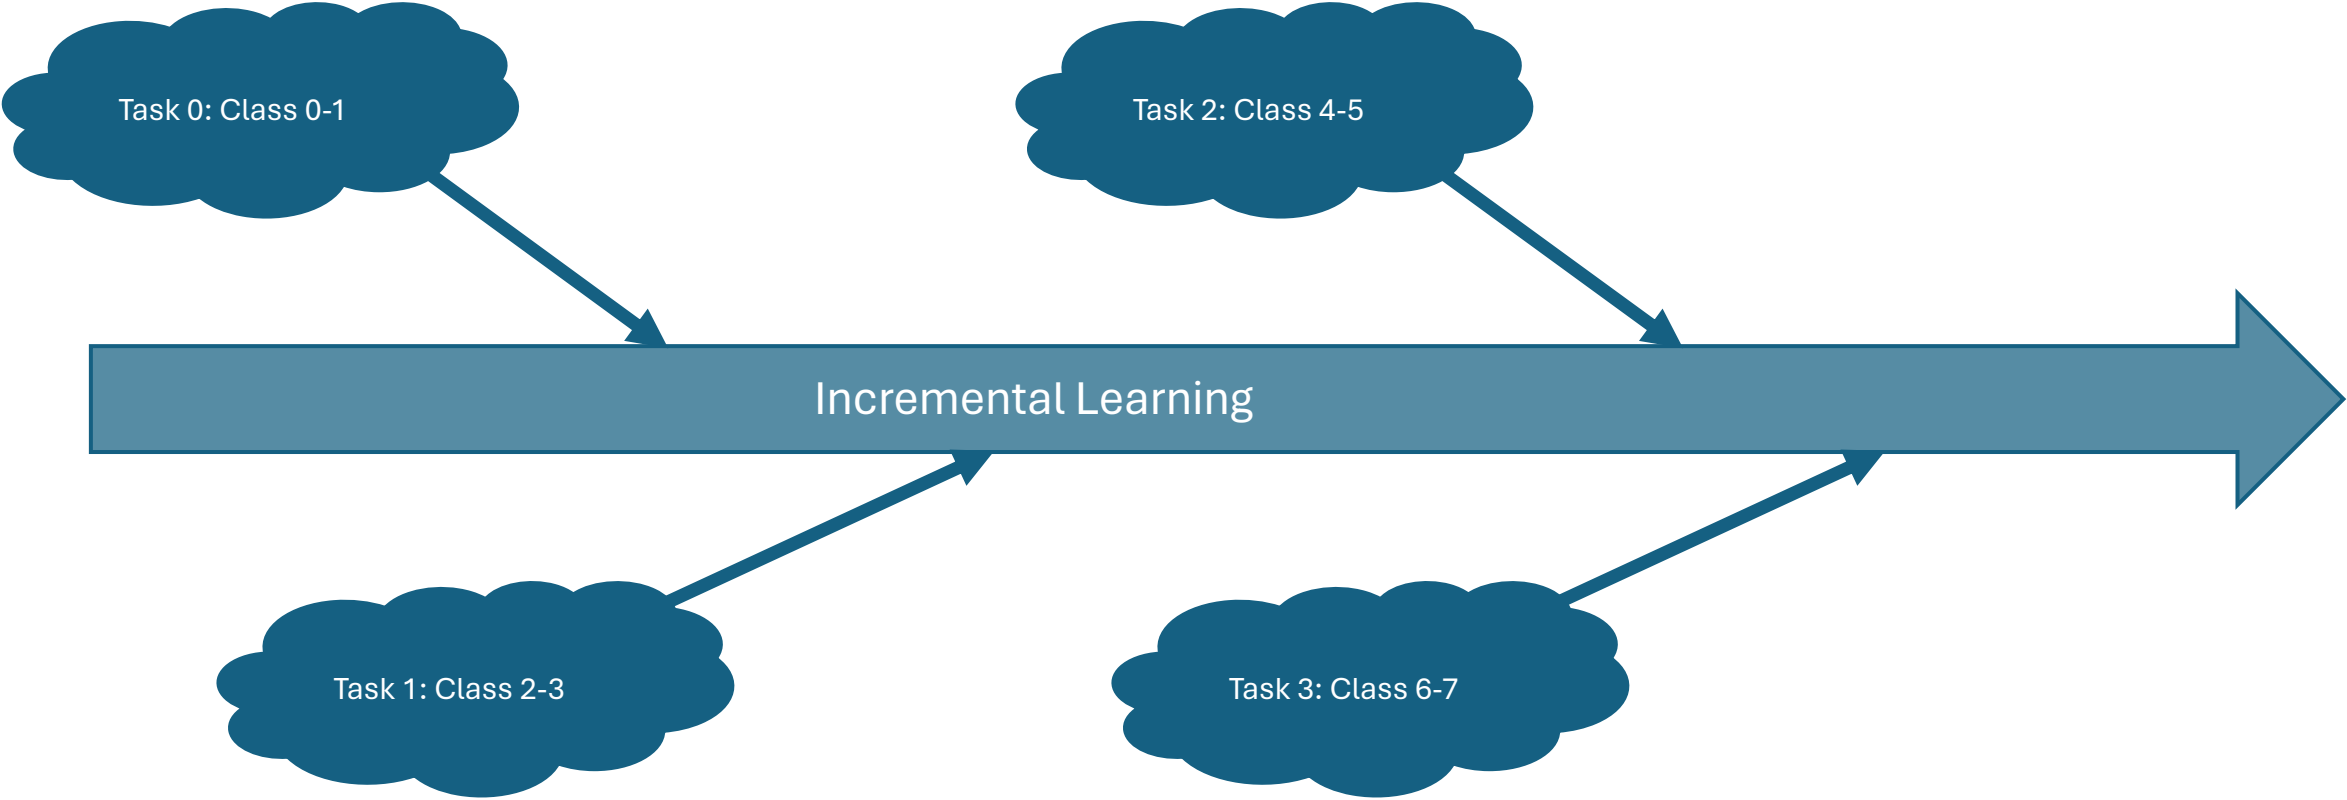 Task 0: Class 0-1
Task 2: Class 4-5
Incremental Learning
Task 1: Class 2-3
Task 3: Class 6-7